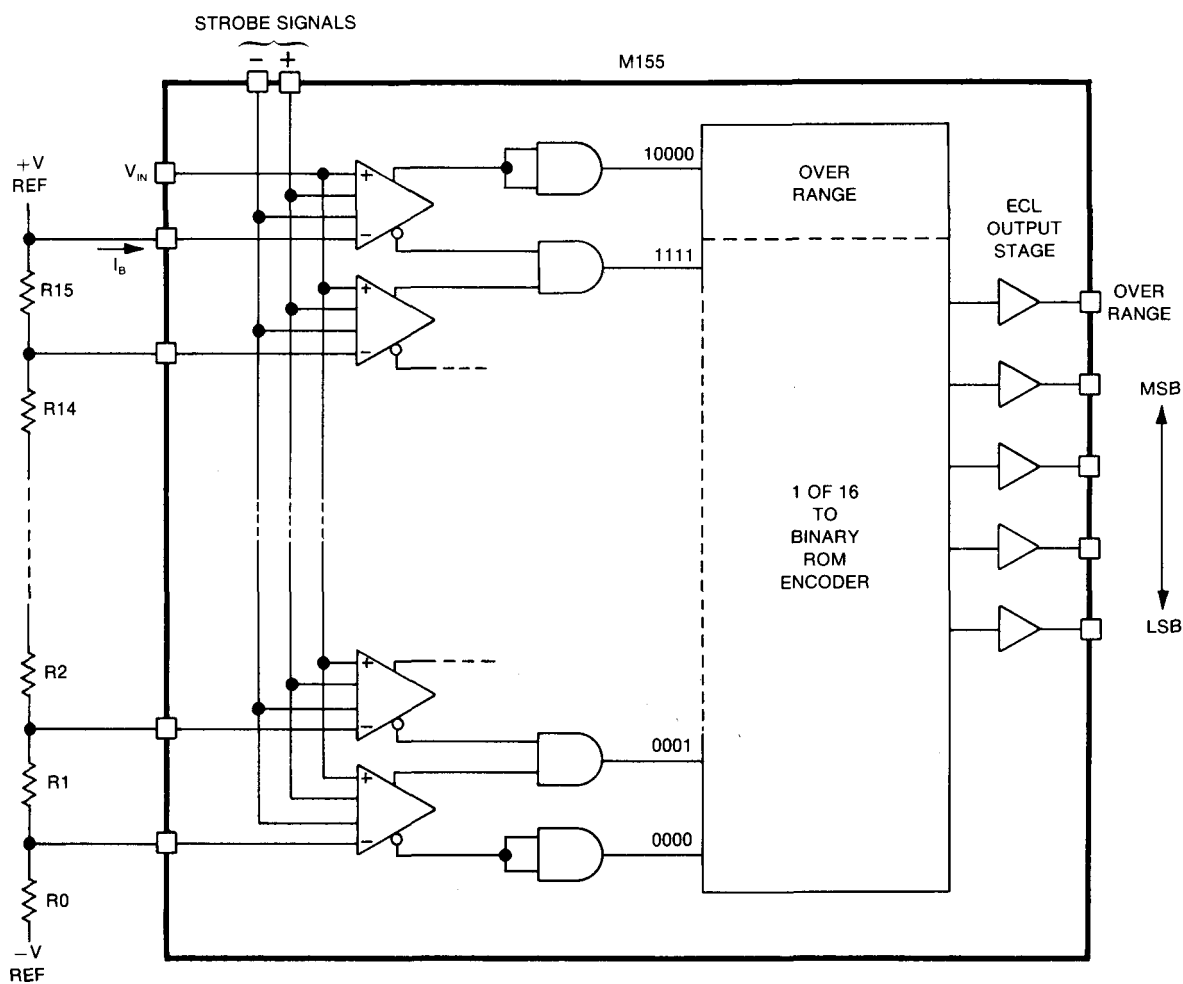 STROBE SIGNALS
− +
M155
+V
REF
V_IN
I_B
R15
R14
R2
R1
R0
−V
REF
+
−
+
−
+
−
+
−
10000
1111
0001
0000
OVER
RANGE
1 OF 16
TO
BINARY
ROM
ENCODER
ECL
OUTPUT
STAGE
OVER
RANGE
MSB
LSB